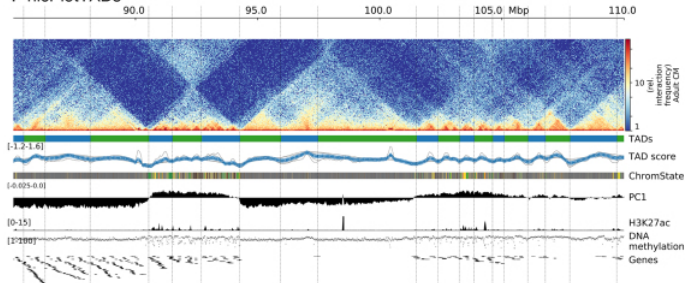 hicPlotTADs
90.0 95.0 100.0 105.0 Mbp 110.0
10
1
(rel.
interaction
frequency)
Adult CM
TADs
[-1.2-1.6]
TAD score
ChromState
[-0.025-0.0]
PC1
[0-15]
H3K27ac
[1-100]
DNA
methylation
Genes